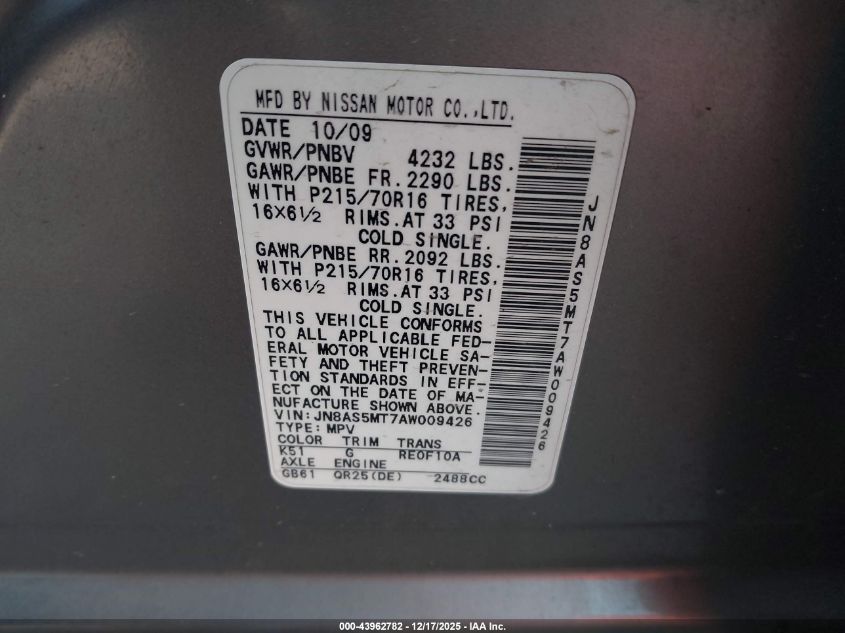 MFD BY NISSAN MOTOR CO.,LTD.
DATE 10/09
GVWR/PNBV 4232 LBS.
GAWR/PNBE FR.2290 LBS.
WITH P215/70R16 TIRES,
16×6½ RIMS.AT 33 PSI
COLD SINGLE.
GAWR/PNBE RR.2092 LBS.
WITH P215/70R16 TIRES,
16×6½ RIMS.AT 33 PSI
COLD SINGLE.
THIS VEHICLE CONFORMS
TO ALL APPLICABLE FED-
ERAL MOTOR VEHICLE SA-
FETY AND THEFT PREVEN-
TION STANDARDS IN EFF-
ECT ON THE DATE OF MA-
NUFACTURE SHOWN ABOVE.
VIN:JN8AS5MT7AW009426
TYPE:MPV
COLOR TRIM TRANS
K51 G RE0F10A
AXLE ENGINE
GB61 QR25(DE) 2488CC
JN8AS5MT7AW009426
000-43962782 - 12/17/2025 - IAA Inc.